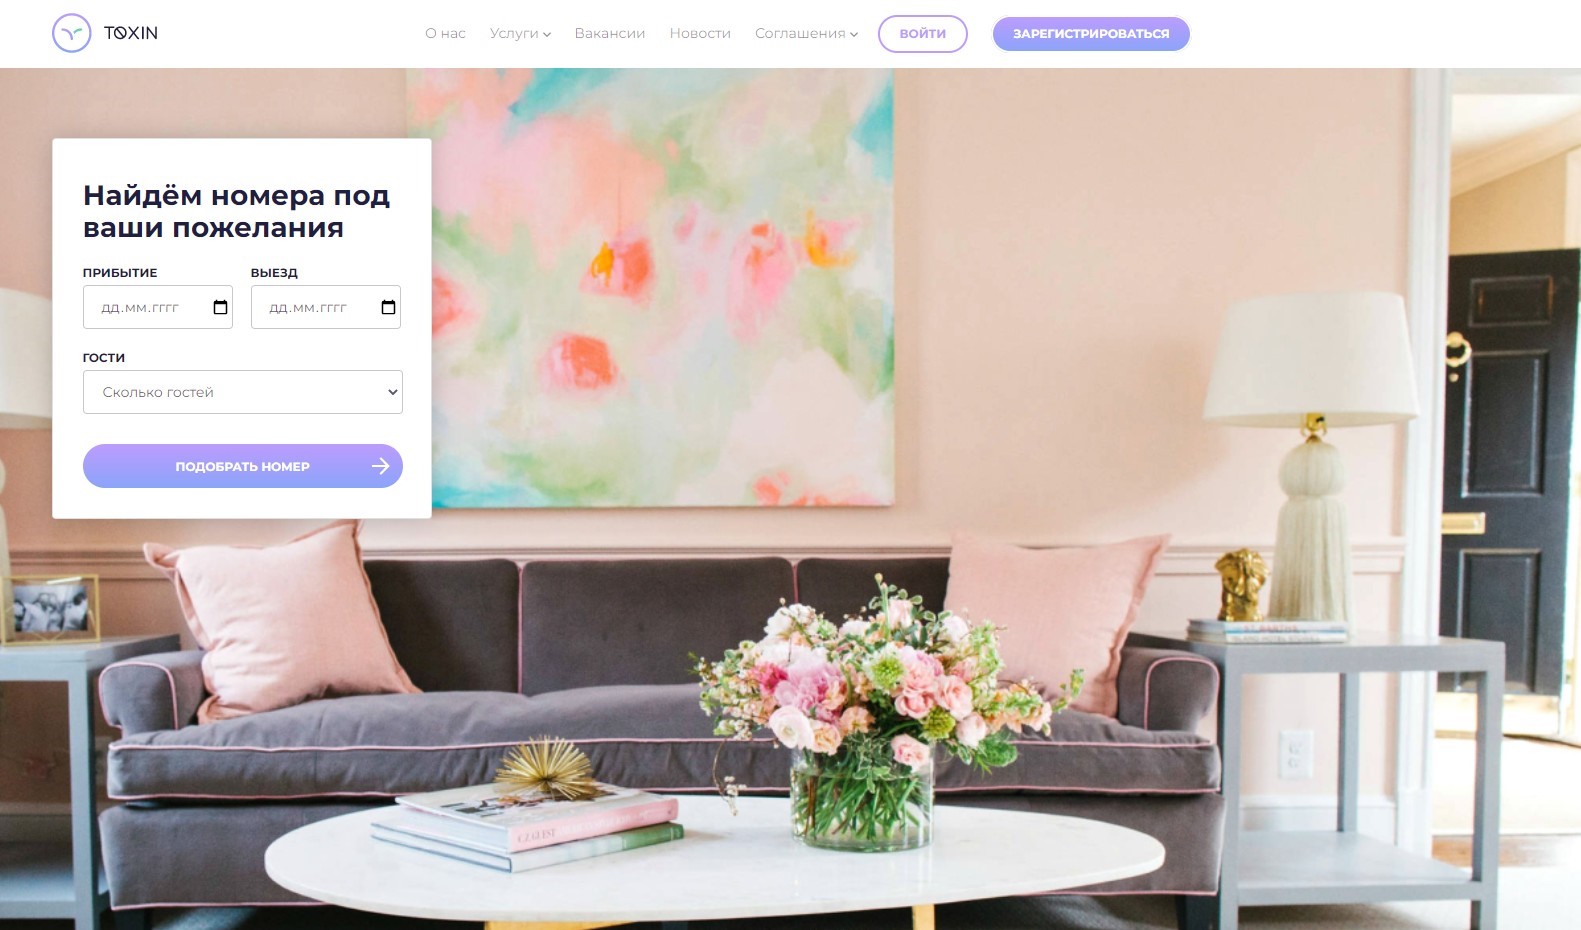 TOXIN
О нас
Услуги
Вакансии
Новости
Соглашения
ВОЙТИ
ЗАРЕГИСТРИРОВАТЬСЯ
Найдём номера под
ваши пожелания
ПРИБЫТИЕ
ВЫЕЗД
дд.мм.гггг
дд.мм.гггг
ГОСТИ
Сколько гостей
ПОДОБРАТЬ НОМЕР